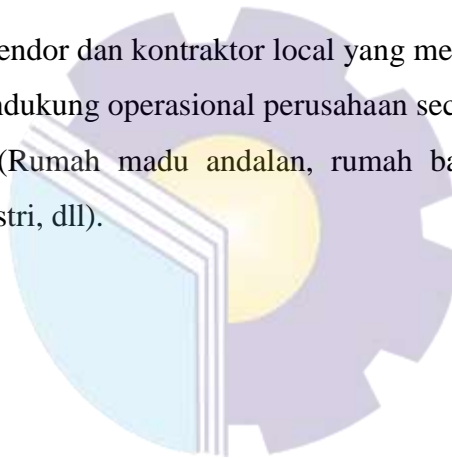 endor dan kontraktor local yang me
ndukung operasional perusahaan sec
(Rumah madu andalan, rumah ba
stri, dll).